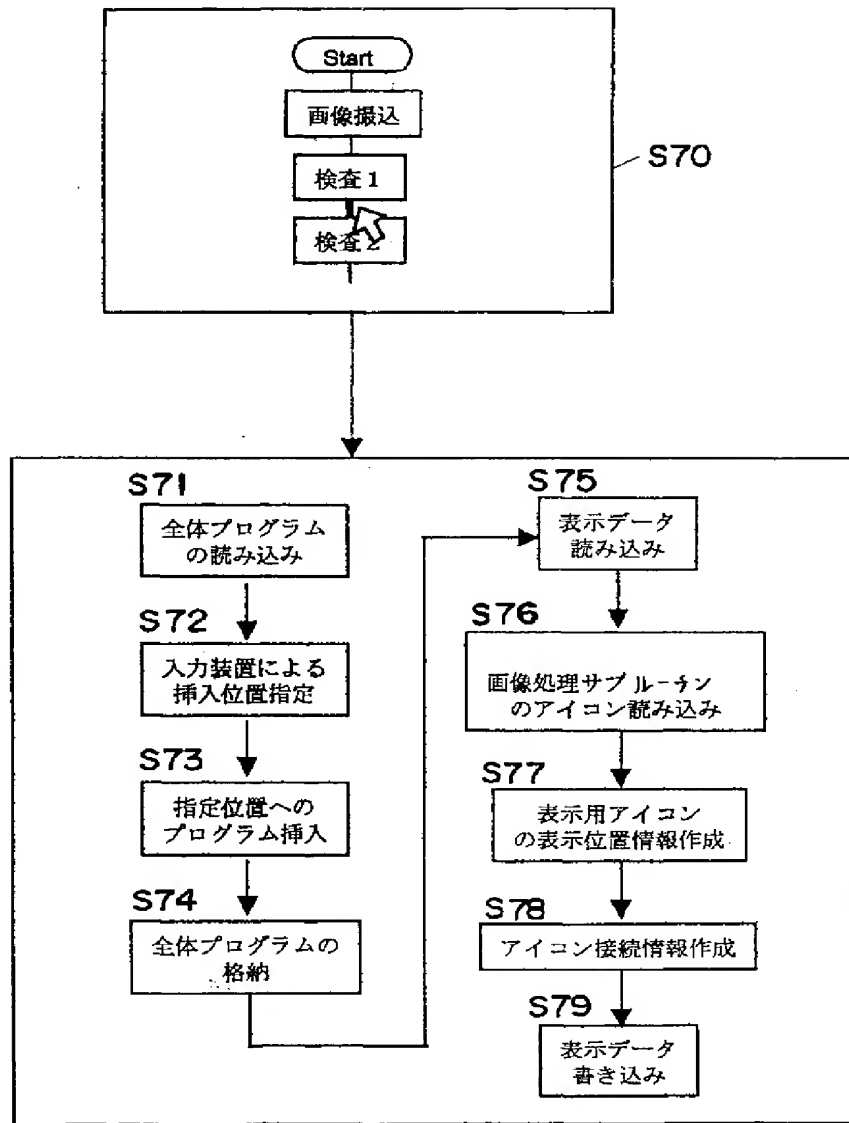 Start
画像撮込
検査1
検査2
S70
S71
全体プログラム
の読み込み
S72
入力装置による
挿入位置指定
S73
指定位置への
プログラム挿入
S74
全体プログラムの
格納
S75
表示データ
読み込み
S76
画像処理サブルーチン
のアイコン読み込み
S77
表示用アイコン
の表示位置情報作成
S78
アイコン接続情報作成
S79
表示データ
書き込み